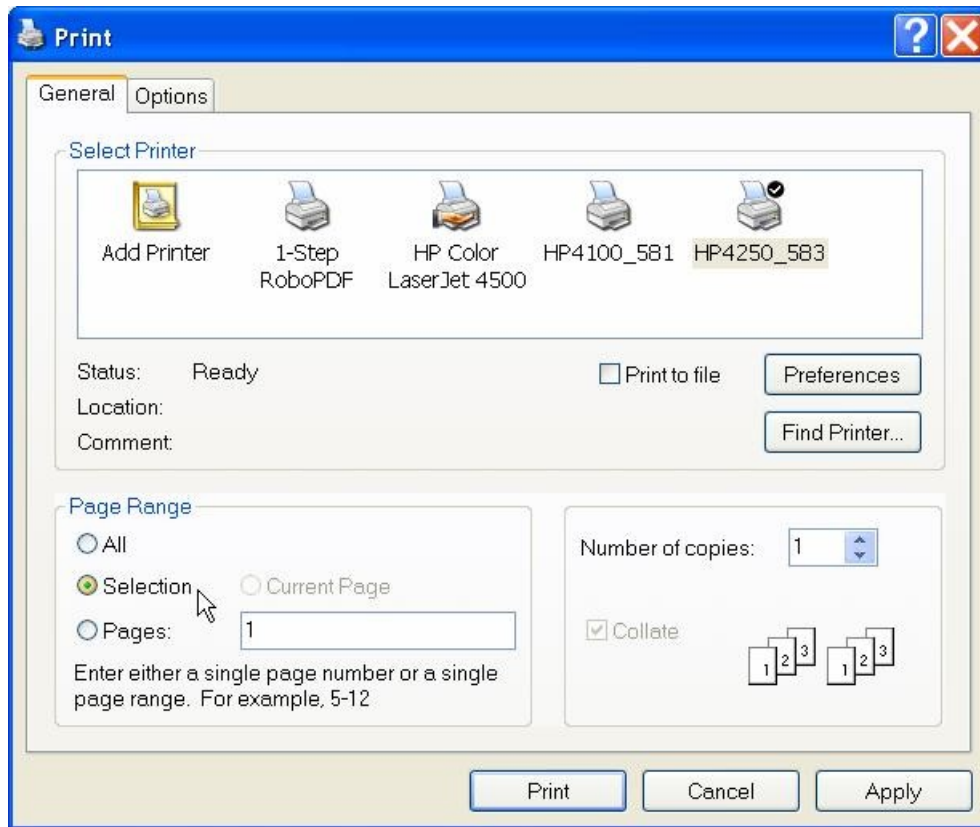 Print
General Options
Select Printer
Add Printer
1-Step
RoboPDF
HP Color
LaserJet 4500
HP4100_581
HP4250_583
Status: Ready
Print to file
Preferences
Location:
Comment:
Find Printer...
Page Range
All
Selection
Current Page
Pages: 1
Enter either a single page number or a single
page range. For example, 5-12
Number of copies: 1
Collate
1 2 3 1 2 3
Print Cancel Apply